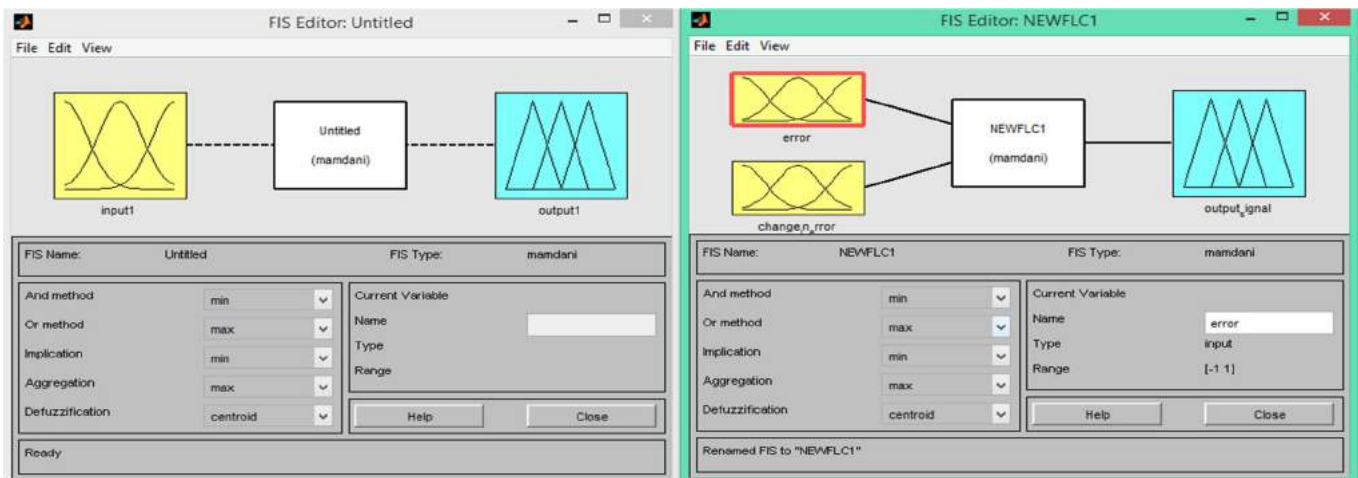 FIS Editor: Untitled
File Edit View
Untitled
(mamdani)
input1
output1
FIS Name: Untitled FIS Type: mamdani
And method min
Or method max
Implication min
Aggregation max
Defuzzification centroid
Current Variable
Name
Type
Range
Help Close
Ready
FIS Editor: NEWFLC1
File Edit View
error
NEWFLC1
(mamdani)
change_in_error
output_signal
FIS Name: NEWFLC1 FIS Type: mamdani
And method min
Or method max
Implication min
Aggregation max
Defuzzification centroid
Current Variable
Name error
Type input
Range [-1 1]
Help Close
Renamed FIS to "NEWFLC1"